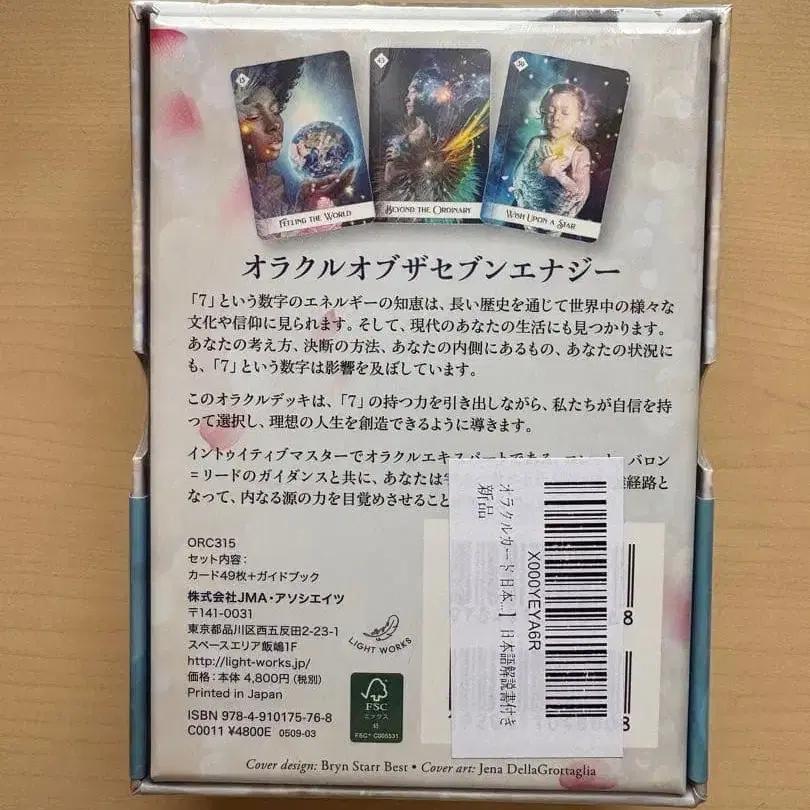 15
FEELING THE WORLD
43
BEYOND THE ORDINARY
WISH UPON A STAR
オラクルオブザセブンエナジー
「7」という数字のエネルギーの知恵は、長い歴史を通じて世界中の様々な
文化や信仰に見られます。そして、現代のあなたの生活にも見つかります。
あなたの考え方、決断の方法、あなたの内側にあるもの、あなたの状況に
も、「7」という数字は影響を及ぼしています。
このオラクルデッキは、「7」の持つ力を引き出しながら、私たちが自信を持
って選択し、理想の人生を創造できるように導きます。
イントゥイティブマスターでオラクルエキスパートである バロン
=リードのガイダンスと共に、あなたは 経路と
なって、内なる源の力を目覚めさせること
ORC315
セット内容:
カード49枚+ガイドブック
株式会社JMA・アソシエイツ
〒141-0031
東京都品川区西五反田2-23-1
スペースエリア飯嶋1F
http://light-works.jp/
価格:本体 4,800円(税別)
Printed in Japan
ISBN 978-4-910175-76-8
C0011 ¥4800E 0509-03
LIGHT WORKS
FSC
ミックス
紙
FSC® C005531
X000YEYA6R
オラクルカード 日本...】 日本語解説書付き
新品
8
8
Cover design: Bryn Starr Best • Cover art: Jena DellaGrottaglia